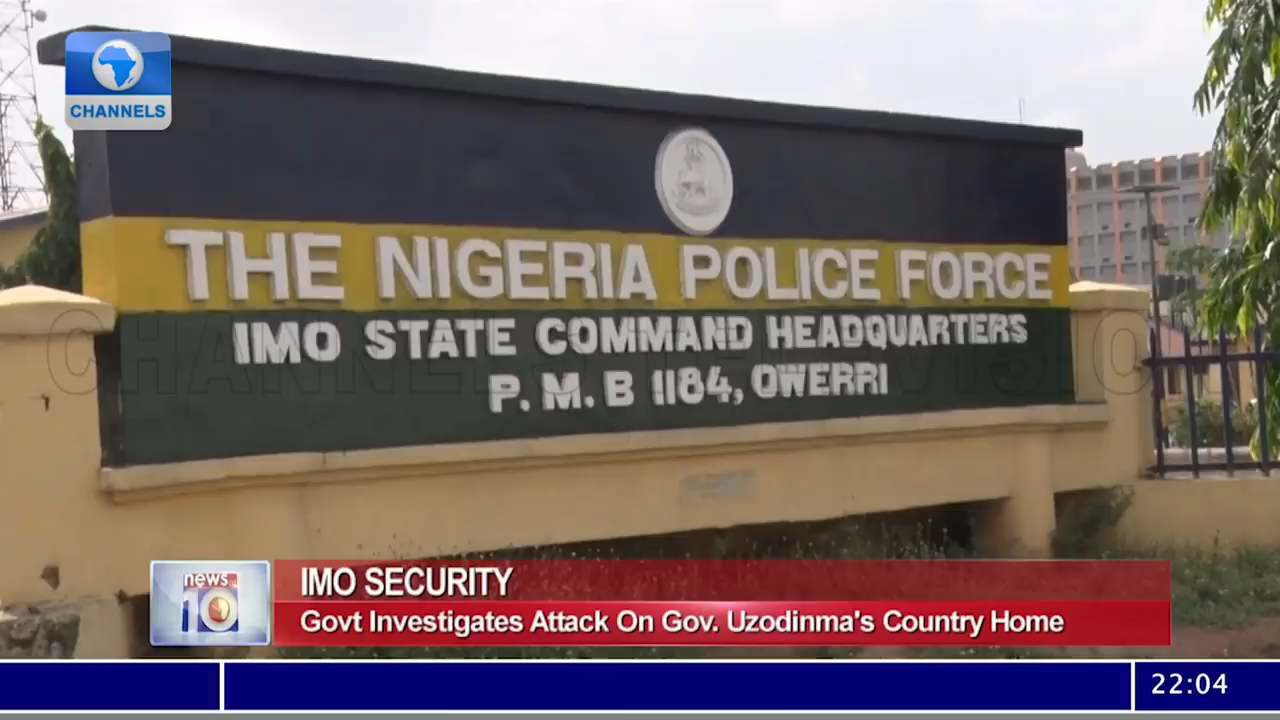 CHANNELS
THE NIGERIA POLICE FORCE
IMO STATE COMMAND HEADQUARTERS
P. M. B 1184, OWERRI
news
10
IMO SECURITY
Govt Investigates Attack On Gov. Uzodinma's Country Home
22:04